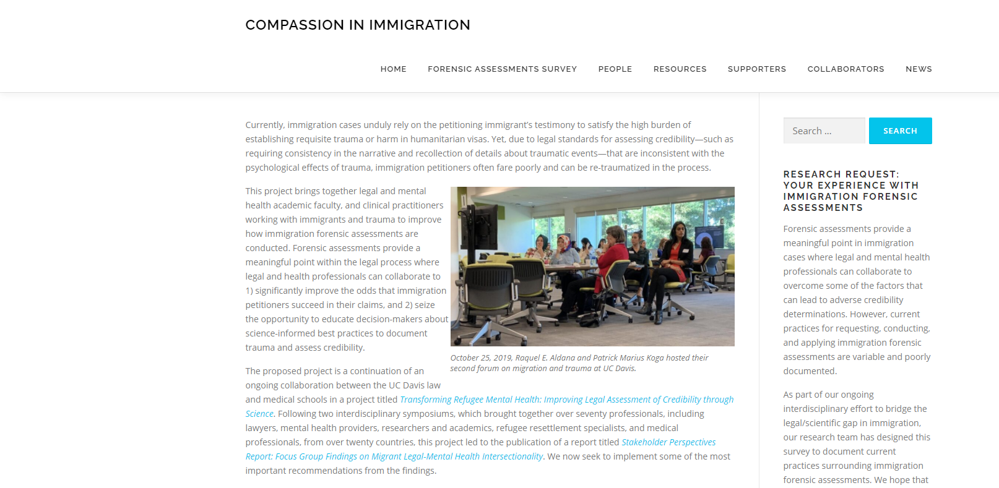 COMPASSION IN IMMIGRATION
HOME FORENSIC ASSESSMENTS SURVEY PEOPLE RESOURCES SUPPORTERS COLLABORATORS NEWS
Currently, immigration cases unduly rely on the petitioning immigrant’s testimony to satisfy the high burden of
establishing requisite trauma or harm in humanitarian visas. Yet, due to legal standards for assessing credibility—such as
requiring consistency in the narrative and recollection of details about traumatic events—that are inconsistent with the
psychological effects of trauma, immigration petitioners often fare poorly and can be re-traumatized in the process.
This project brings together legal and mental
health academic faculty, and clinical practitioners
working with immigrants and trauma to improve
how immigration forensic assessments are
conducted. Forensic assessments provide a
meaningful point within the legal process where
legal and health professionals can collaborate to
1) significantly improve the odds that immigration
petitioners succeed in their claims, and 2) seize
the opportunity to educate decision-makers about
science-informed best practices to document
trauma and assess credibility.
October 25, 2019, Raquel E. Aldana and Patrick Marius Koga hosted their
second forum on migration and trauma at UC Davis.
The proposed project is a continuation of an
ongoing collaboration between the UC Davis law
and medical schools in a project titled Transforming Refugee Mental Health: Improving Legal Assessment of Credibility through
Science. Following two interdisciplinary symposiums, which brought together over seventy professionals, including
lawyers, mental health providers, researchers and academics, refugee resettlement specialists, and medical
professionals, from over twenty countries, this project led to the publication of a report titled Stakeholder Perspectives
Report: Focus Group Findings on Migrant Legal-Mental Health Intersectionality. We now seek to implement some of the most
important recommendations from the findings.
Search … SEARCH
RESEARCH REQUEST:
YOUR EXPERIENCE WITH
IMMIGRATION FORENSIC
ASSESSMENTS
Forensic assessments provide a
meaningful point in immigration
cases where legal and mental health
professionals can collaborate to
overcome some of the factors that
can lead to adverse credibility
determinations. However, current
practices for requesting, conducting,
and applying immigration forensic
assessments are variable and poorly
documented.
As part of our ongoing
interdisciplinary effort to bridge the
legal/scientific gap in immigration,
our research team has designed this
survey to document current
practices surrounding immigration
forensic assessments. We hope that